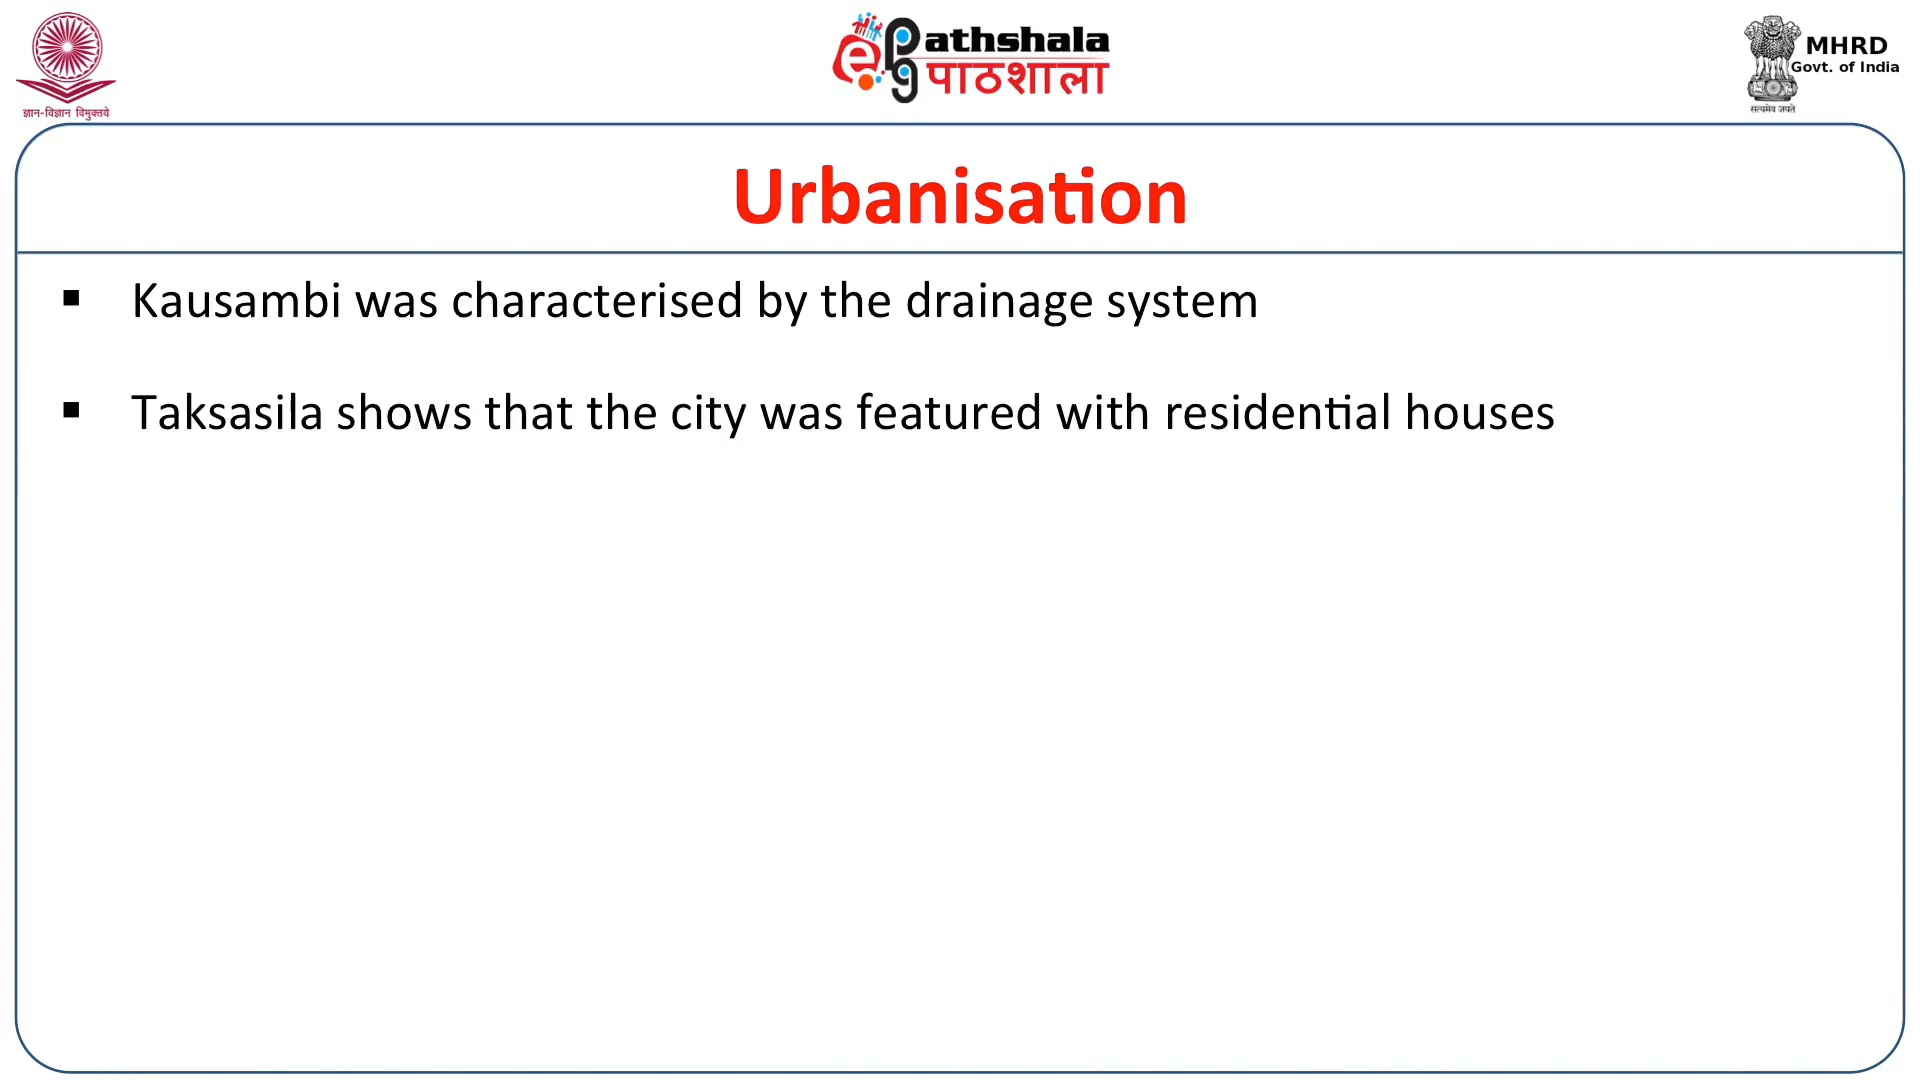 ज्ञान-विज्ञान विमुक्तये
ePathshala
पाठशाला
MHRD
Govt. of India
सत्यमेव जयते
Urbanisation
▪ Kausambi was characterised by the drainage system
▪ Taksasila shows that the city was featured with residential houses